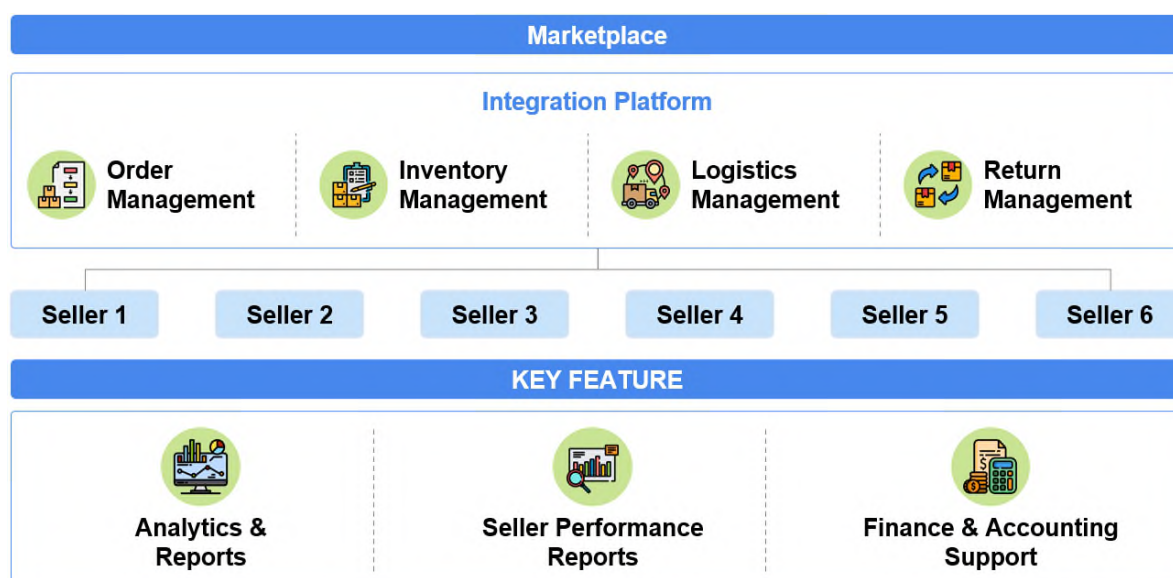 Marketplace
Integration Platform
Order
Management
Inventory
Management
Logistics
Management
Return
Management
Seller 1
Seller 2
Seller 3
Seller 4
Seller 5
Seller 6
KEY FEATURE
Analytics &
Reports
Seller Performance
Reports
Finance & Accounting
Support